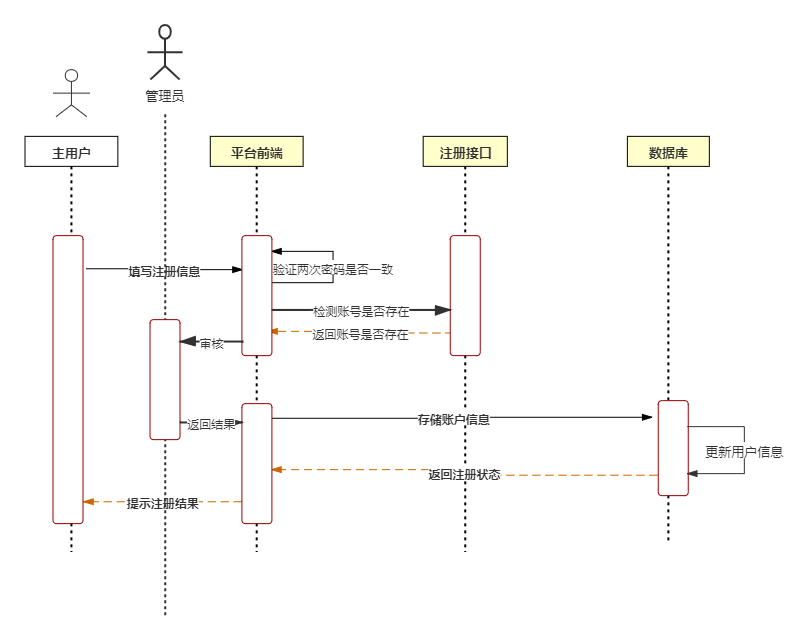 管理员
主用户
平台前端
注册接口
数据库
填写注册信息
验证两次密码是否一致
检测账号是否存在
返回账号是否存在
审核
返回结果
存储账户信息
更新用户信息
返回注册状态
提示注册结果